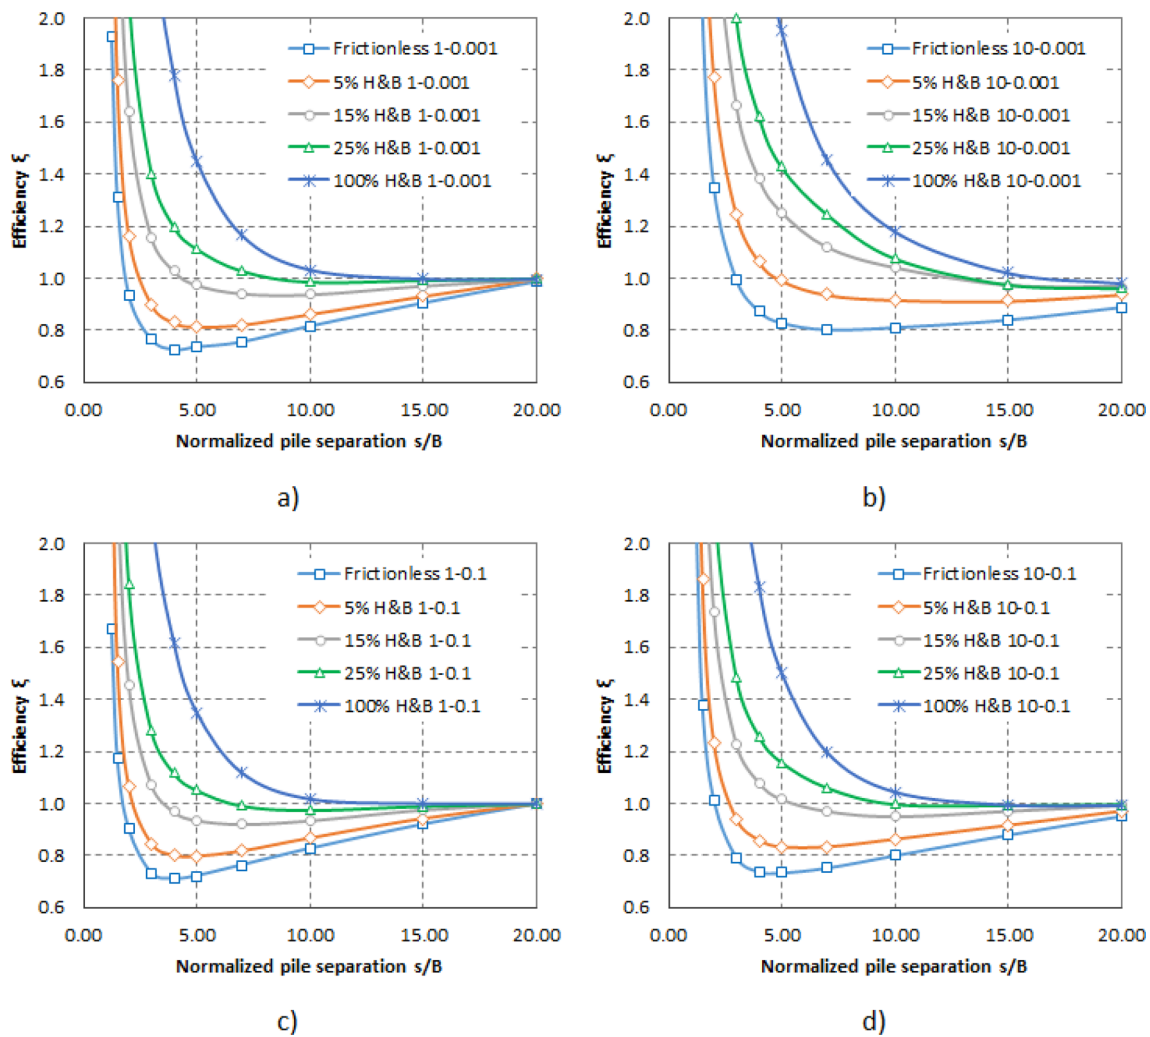 2.0
1.8
1.6
1.4
1.2
1.0
0.8
0.6
Efficiency ξ
Frictionless 1-0.001
5% H&B 1-0.001
15% H&B 1-0.001
25% H&B 1-0.001
100% H&B 1-0.001
0.00 5.00 10.00 15.00 20.00
Normalized pile separation s/B
a)
2.0
1.8
1.6
1.4
1.2
1.0
0.8
0.6
Efficiency ξ
Frictionless 10-0.001
5% H&B 10-0.001
15% H&B 10-0.001
25% H&B 10-0.001
100% H&B 10-0.001
0.00 5.00 10.00 15.00 20.00
Normalized pile separation s/B
b)
2.0
1.8
1.6
1.4
1.2
1.0
0.8
0.6
Efficiency ξ
Frictionless 1-0.1
5% H&B 1-0.1
15% H&B 1-0.1
25% H&B 1-0.1
100% H&B 1-0.1
0.00 5.00 10.00 15.00 20.00
Normalized pile separation s/B
c)
2.0
1.8
1.6
1.4
1.2
1.0
0.8
0.6
Efficiency ξ
Frictionless 10-0.1
5% H&B 10-0.1
15% H&B 10-0.1
25% H&B 10-0.1
100% H&B 10-0.1
0.00 5.00 10.00 15.00 20.00
Normalized pile separation s/B
d)